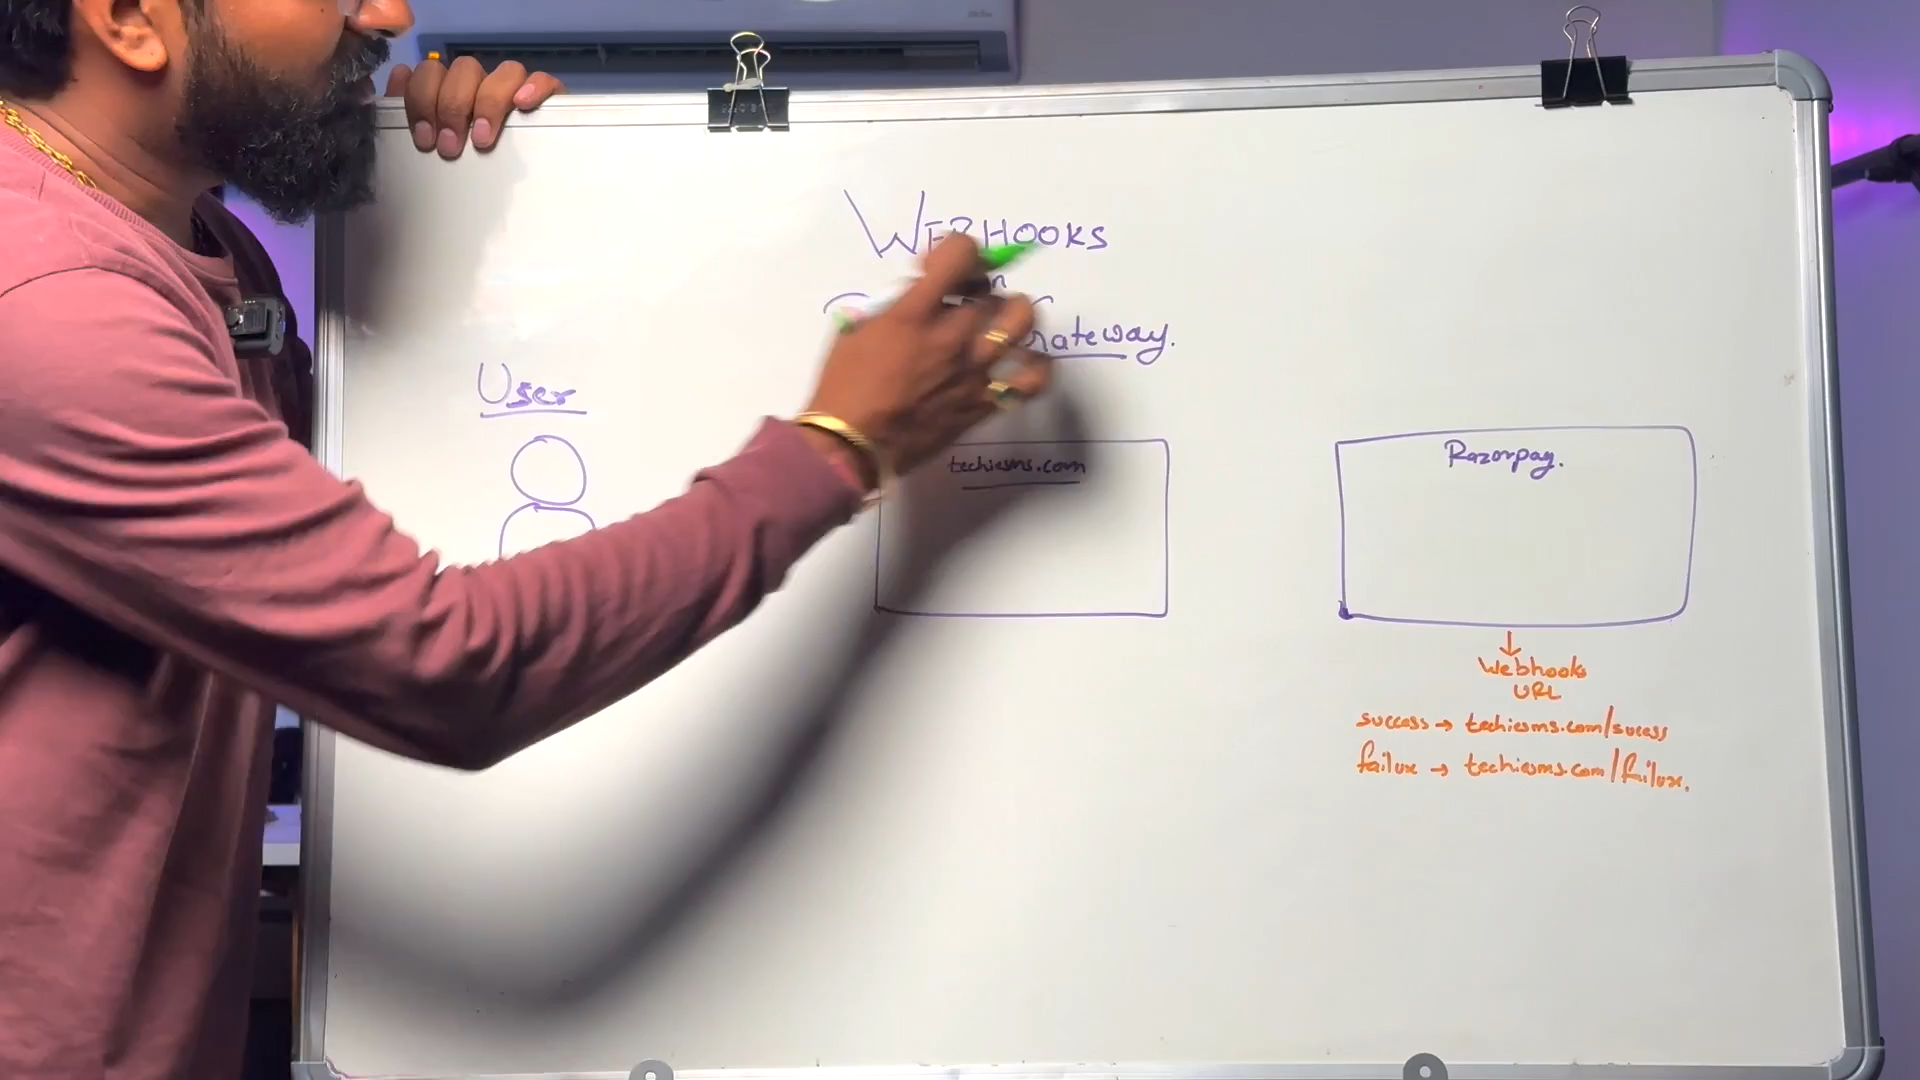 WEBHOOKS
Gateway.
User
techiesms.com
Razorpay.
Webhooks
URL
success → techiesms.com/sucess
failure → techiesms.com/failure.